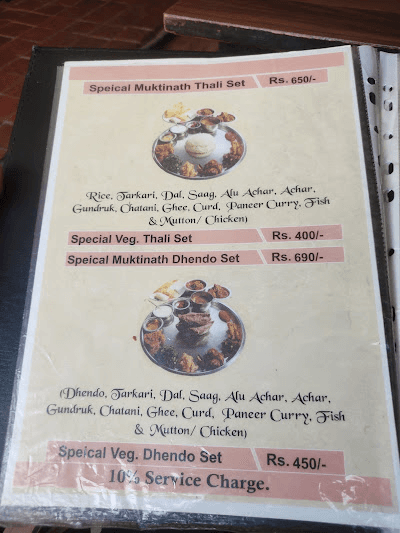 Speical Muktinath Thali Set Rs. 650/-
Rice, Tarkari, Dal, Saag, Alu Achar, Achar,
Gundruk, Chatani, Ghee, Curd, Paneer Curry, Fish
& Mutton/ Chicken)
Special Veg. Thali Set Rs. 400/-
Speical Muktinath Dhendo Set Rs. 690/-
(Dhendo, Tarkari, Dal, Saag, Alu Achar, Achar,
Gundruk, Chatani, Ghee, Curd, Paneer Curry, Fish
& Mutton/ Chicken)
Speical Veg. Dhendo Set Rs. 450/-
10% Service Charge.